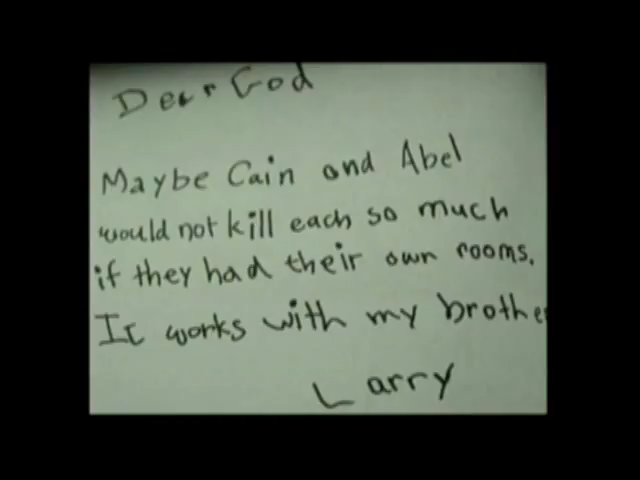 Dear God
Maybe Cain and Abel
would not kill each so much
if they had their own rooms.
It works with my brothe
Larry